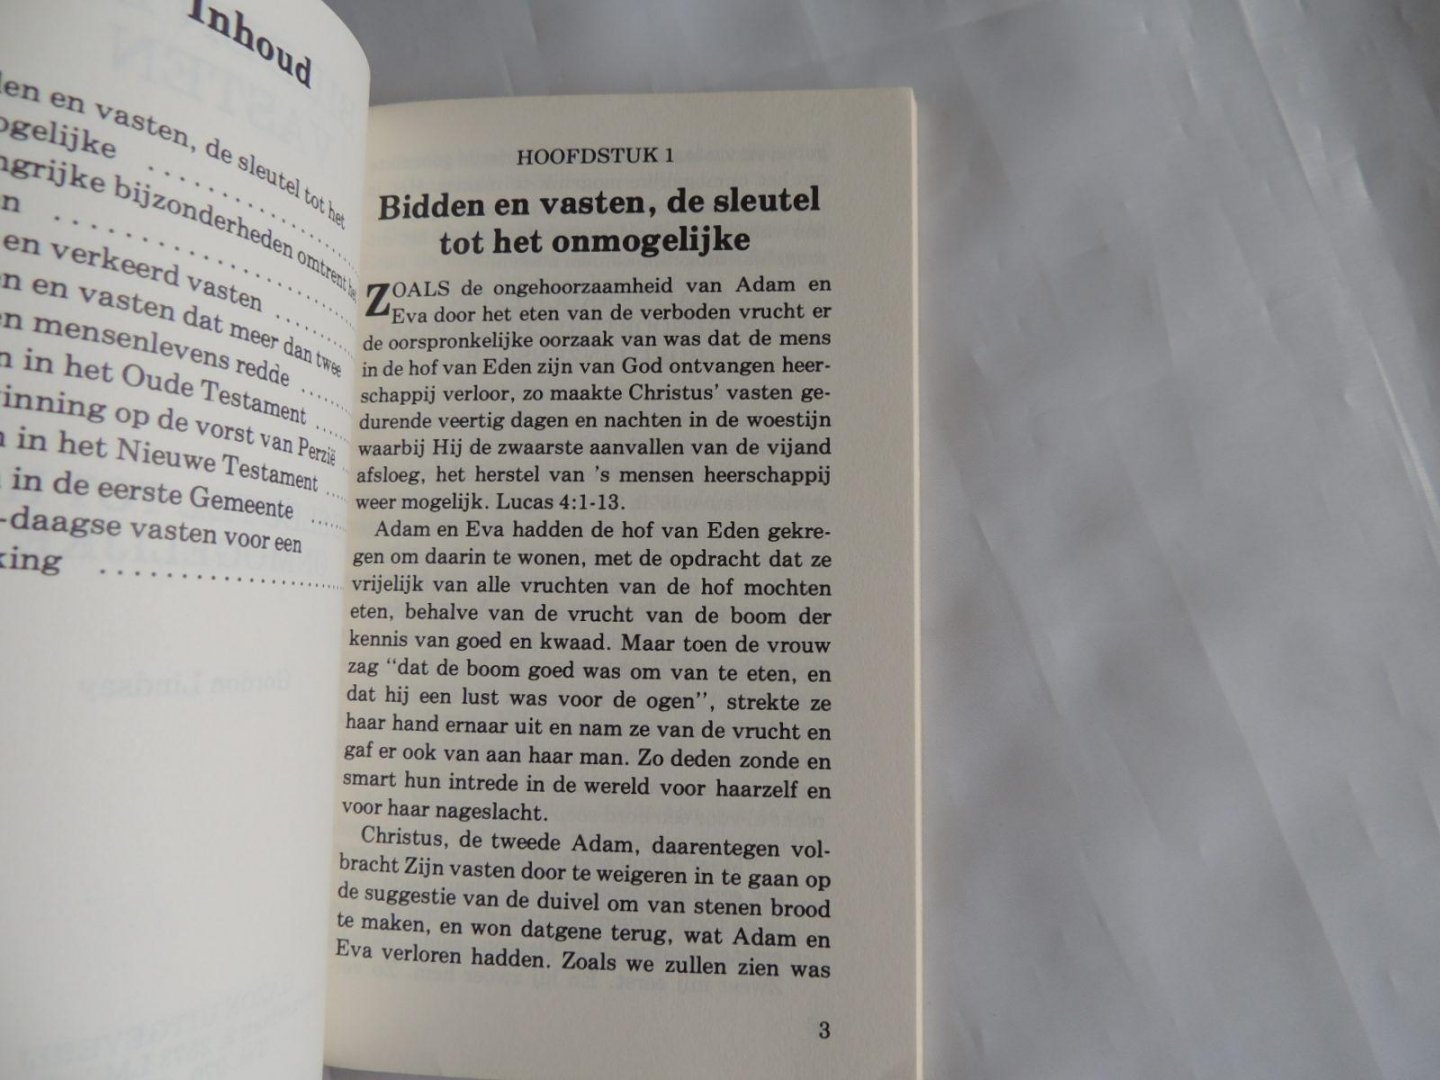 Inhoud
en vasten, de sleutel tot het
bijzonderheden omtrent het
en verkeerd vasten
en vasten dat meer dan twee
mensenlevens redde
in het Oude Testament
op de vorst van Perzië
in het Nieuwe Testament
in de eerste Gemeente
-daagse vasten voor een
HOOFDSTUK 1
Bidden en vasten, de sleutel
tot het onmogelijke
ZOALS de ongehoorzaamheid van Adam en
Eva door het eten van de verboden vrucht er
de oorspronkelijke oorzaak van was dat de mens
in de hof van Eden zijn van God ontvangen heer-
schappij verloor, zo maakte Christus' vasten ge-
durende veertig dagen en nachten in de woestijn
waarbij Hij de zwaarste aanvallen van de vijand
afsloeg, het herstel van 's mensen heerschappij
weer mogelijk. Lucas 4:1-13.
Adam en Eva hadden de hof van Eden gekre-
gen om daarin te wonen, met de opdracht dat ze
vrijelijk van alle vruchten van de hof mochten
eten, behalve van de vrucht van de boom der
kennis van goed en kwaad. Maar toen de vrouw
zag "dat de boom goed was om van te eten, en
dat hij een lust was voor de ogen", strekte ze
haar hand ernaar uit en nam ze van de vrucht en
gaf er ook van aan haar man. Zo deden zonde en
smart hun intrede in de wereld voor haarzelf en
voor haar nageslacht.
Christus, de tweede Adam, daarentegen vol-
bracht Zijn vasten door te weigeren in te gaan op
de suggestie van de duivel om van stenen brood
te maken, en won datgene terug, wat Adam en
Eva verloren hadden. Zoals we zullen zien was
3